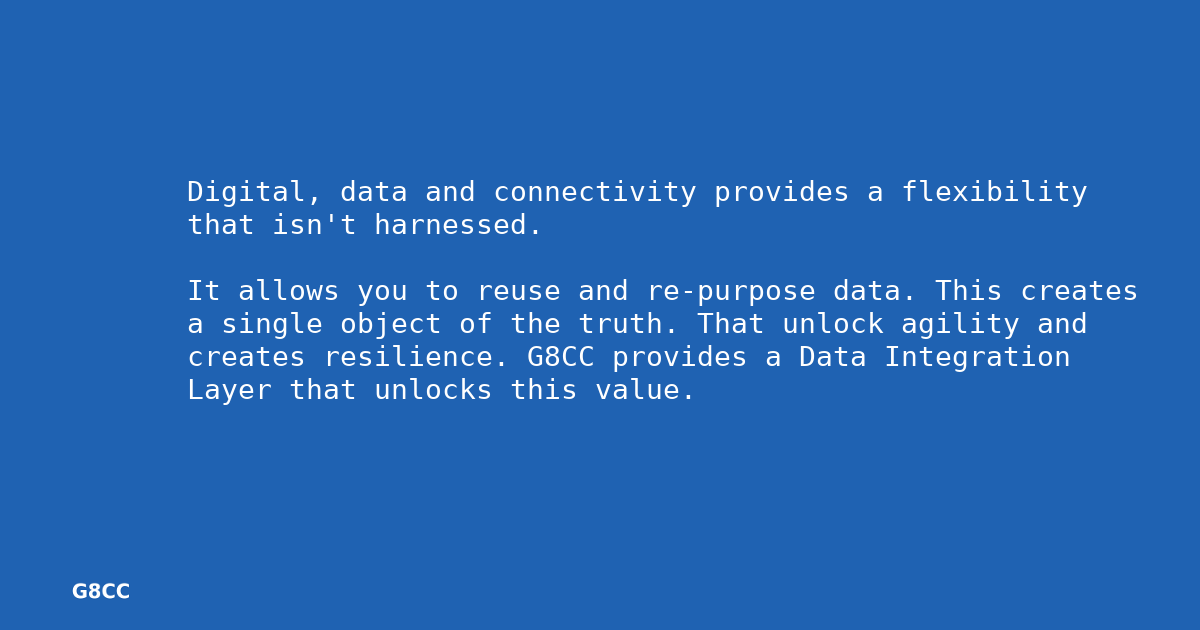 Digital, data and connectivity provides a flexibility
that isn't harnessed.
It allows you to reuse and re-purpose data. This creates
a single object of the truth. That unlock agility and
creates resilience. G8CC provides a Data Integration
Layer that unlocks this value.
G8CC